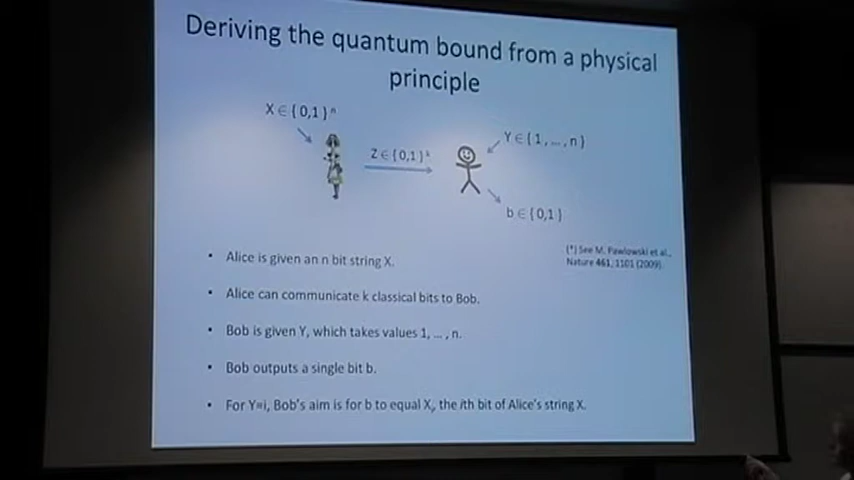 Deriving the quantum bound from a physical
principle
X ∈ {0,1}ⁿ
Z ∈ {0,1}ᵏ
Y ∈ {1, ..., n}
b ∈ {0,1}
(*) See M. Pawlowski et al.,
Nature 461, 1101 (2009).
• Alice is given an n bit string X.
• Alice can communicate k classical bits to Bob.
• Bob is given Y, which takes values 1, ... , n.
• Bob outputs a single bit b.
• For Y=i, Bob's aim is for b to equal Xᵢ, the ith bit of Alice's string X.